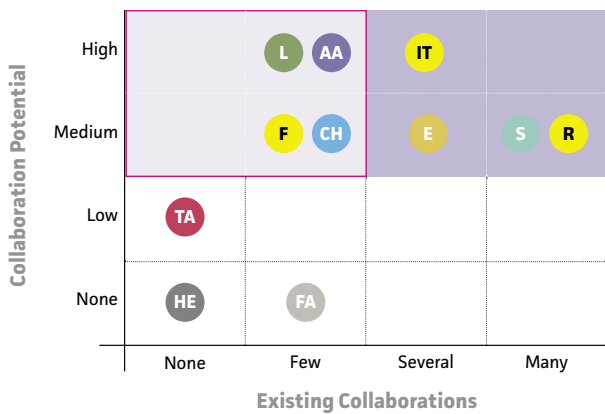 Collaboration Potential
High
L AA IT
Medium
F CH E S R
Low
TA
None
HE FA
None Few Several Many
Existing Collaborations